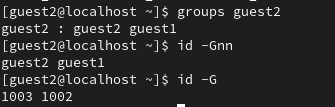 [guest2@localhost ~]$ groups guest2
guest2 : guest2 guest1
[guest2@localhost ~]$ id -Gnn
guest2 guest1
[guest2@localhost ~]$ id -G
1003 1002